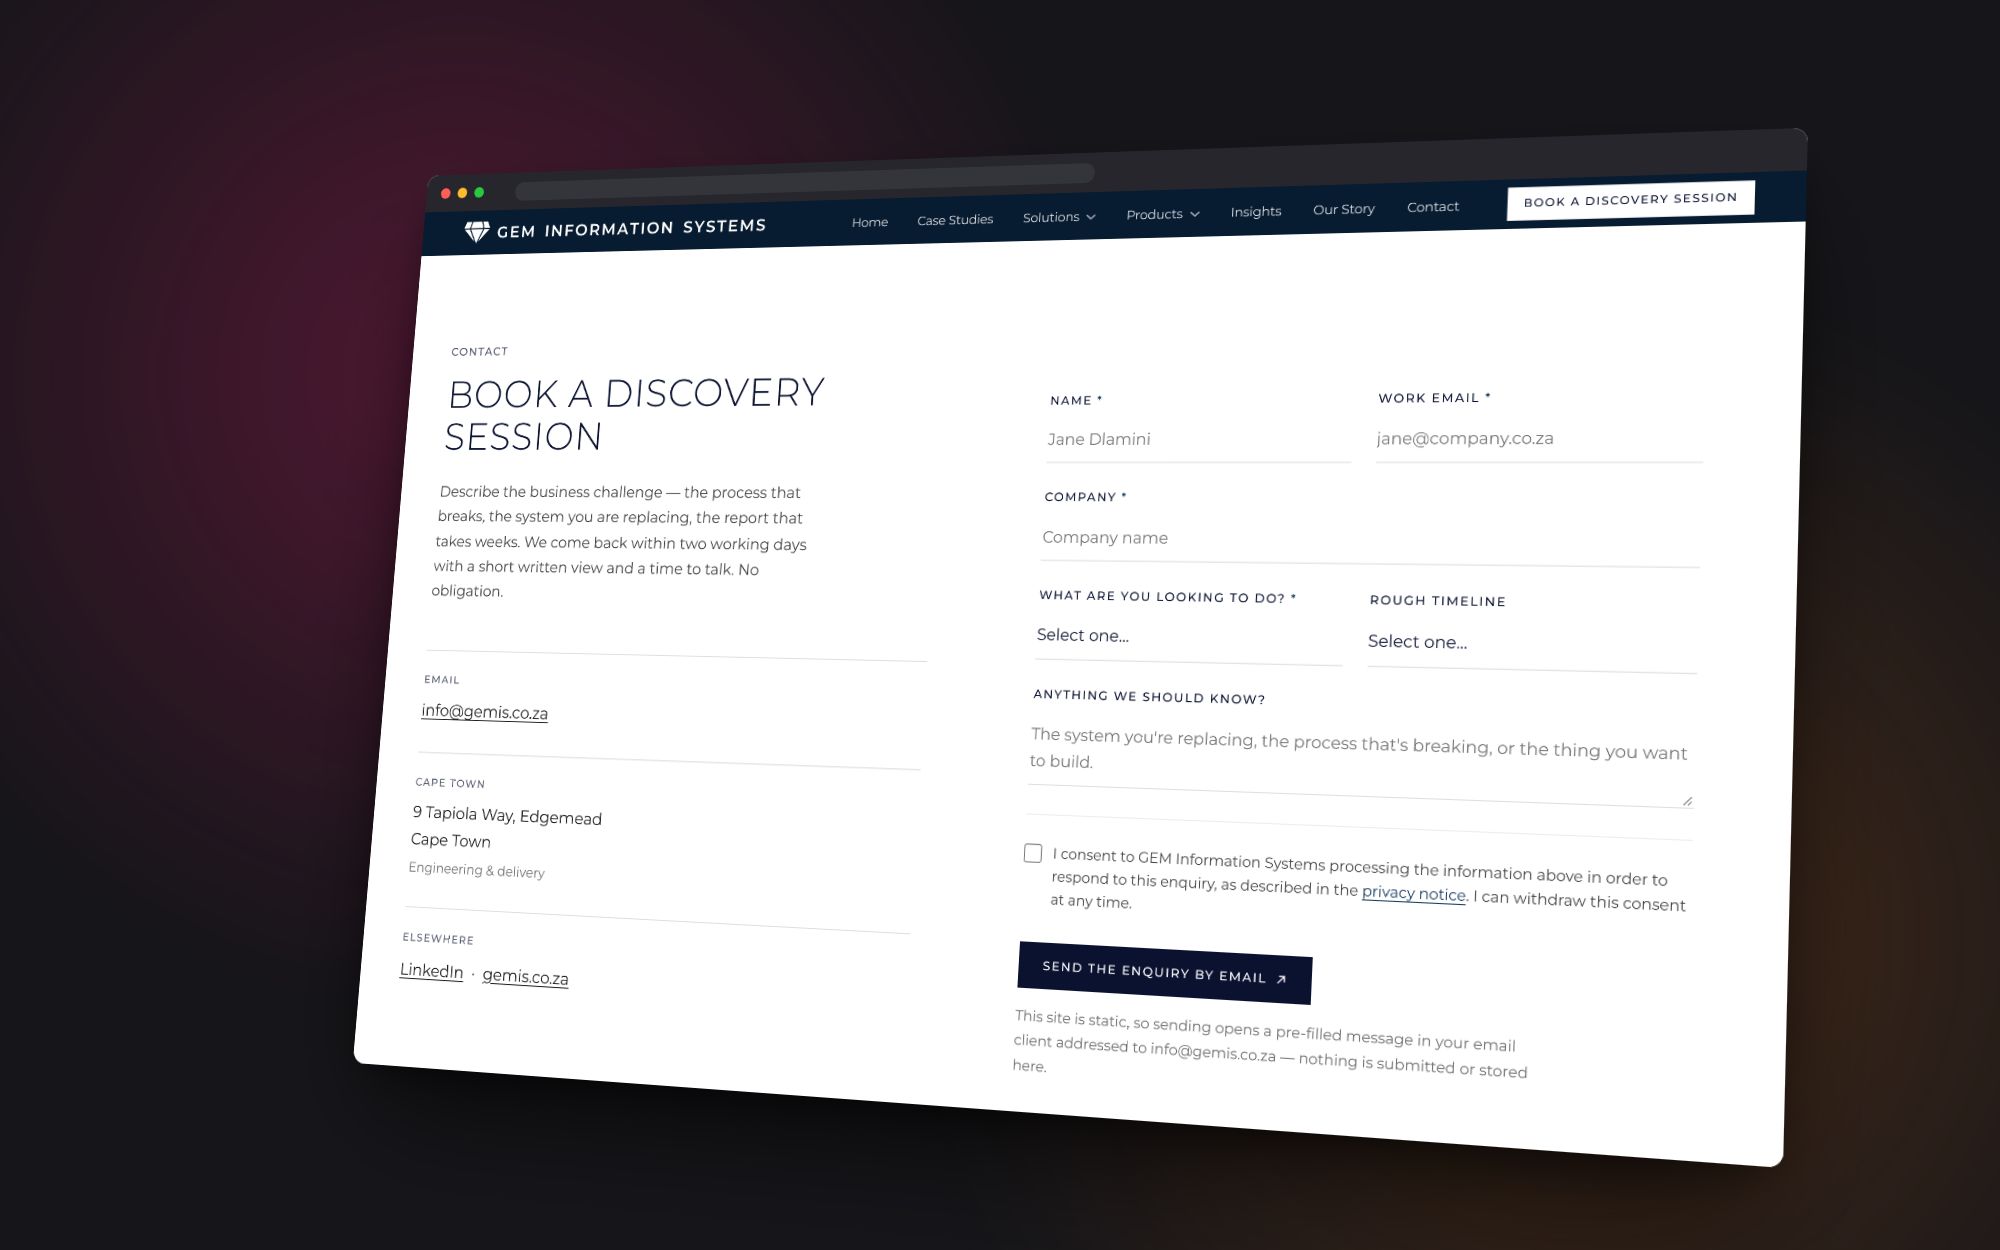 GEM INFORMATION SYSTEMS
Home
Case Studies
Solutions
Products
Insights
Our Story
Contact
BOOK A DISCOVERY SESSION
CONTACT
BOOK A DISCOVERY
SESSION
Describe the business challenge — the process that
breaks, the system you are replacing, the report that
takes weeks. We come back within two working days
with a short written view and a time to talk. No
obligation.
EMAIL
info@gemis.co.za
CAPE TOWN
9 Tapiola Way, Edgemead
Cape Town
Engineering & delivery
ELSEWHERE
LinkedIn · gemis.co.za
NAME *
Jane Dlamini
WORK EMAIL *
jane@company.co.za
COMPANY *
Company name
WHAT ARE YOU LOOKING TO DO? *
Select one...
ROUGH TIMELINE
Select one...
ANYTHING WE SHOULD KNOW?
The system you're replacing, the process that's breaking, or the thing you want
to build.
I consent to GEM Information Systems processing the information above in order to
respond to this enquiry, as described in the privacy notice. I can withdraw this consent
at any time.
SEND THE ENQUIRY BY EMAIL ↗
This site is static, so sending opens a pre-filled message in your email
client addressed to info@gemis.co.za — nothing is submitted or stored
here.